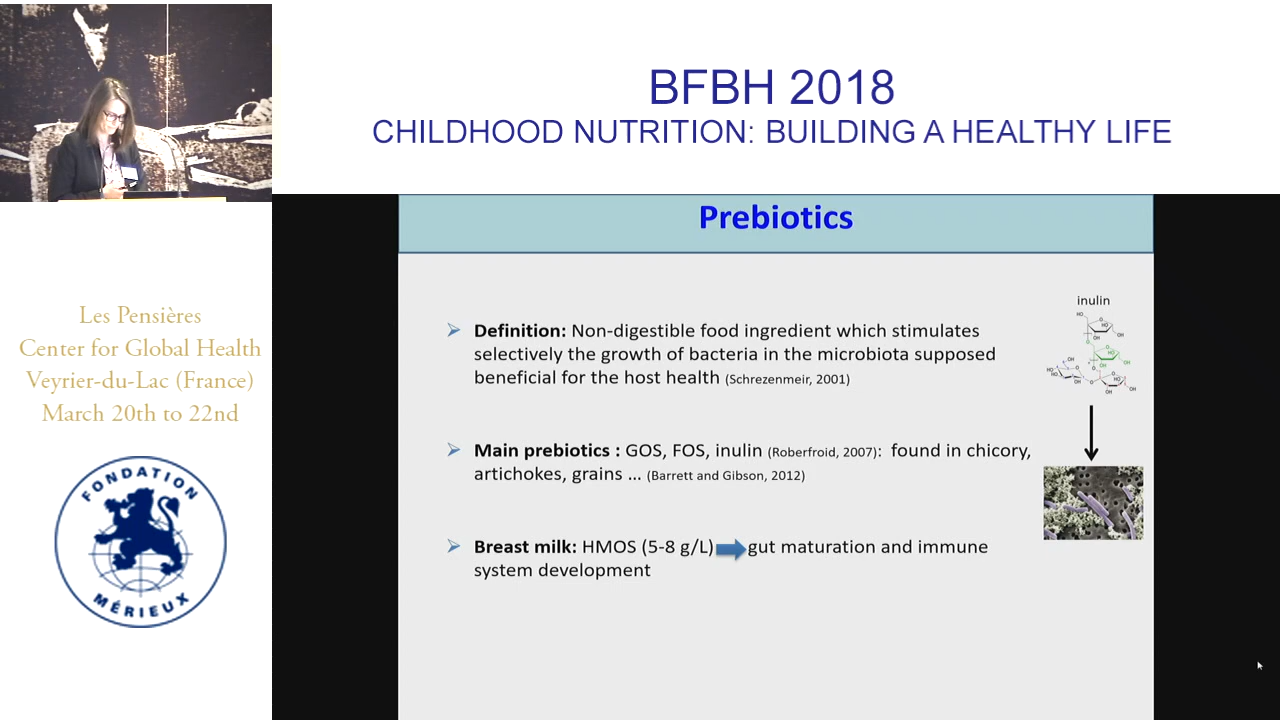 BFBH 2018
CHILDHOOD NUTRITION: BUILDING A HEALTHY LIFE
Les Pensières
Center for Global Health
Veyrier-du-Lac (France)
March 20th to 22nd
FONDATION
MÉRIEUX
Prebiotics
Definition: Non-digestible food ingredient which stimulates
selectively the growth of bacteria in the microbiota supposed
beneficial for the host health (Schrezenmeir, 2001)
Main prebiotics : GOS, FOS, inulin (Roberfroid, 2007): found in chicory,
artichokes, grains ... (Barrett and Gibson, 2012)
Breast milk: HMOS (5-8 g/L) gut maturation and immune
system development
inulin